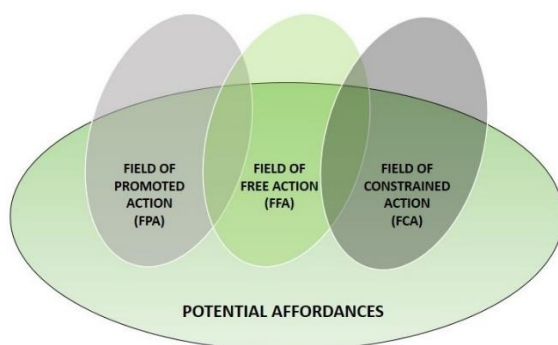 FIELD OF
PROMOTED
ACTION
(FPA)
FIELD OF
FREE ACTION
(FFA)
FIELD OF
CONSTRAINED
ACTION
(FCA)
POTENTIAL AFFORDANCES